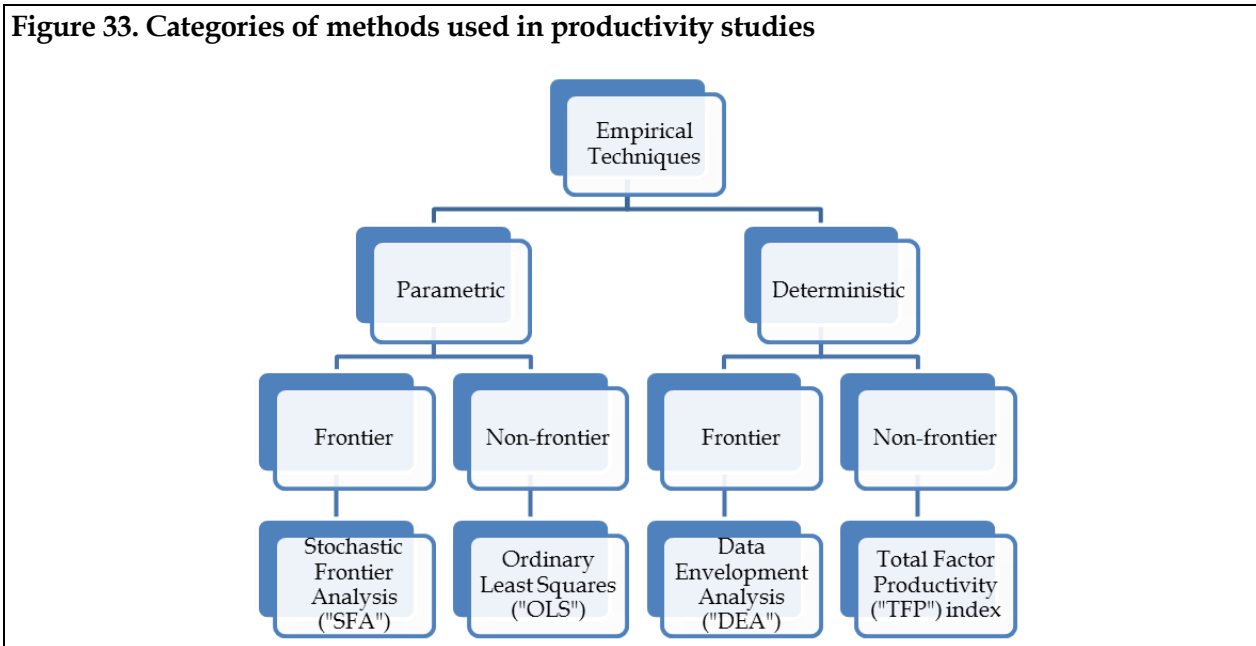 Figure 33. Categories of methods used in productivity studies
Empirical
Techniques
Parametric
Deterministic
Frontier
Non-frontier
Frontier
Non-frontier
Stochastic
Frontier
Analysis
("SFA")
Ordinary
Least Squares
("OLS")
Data
Envelopment
Analysis
("DEA")
Total Factor
Productivity
("TFP") index